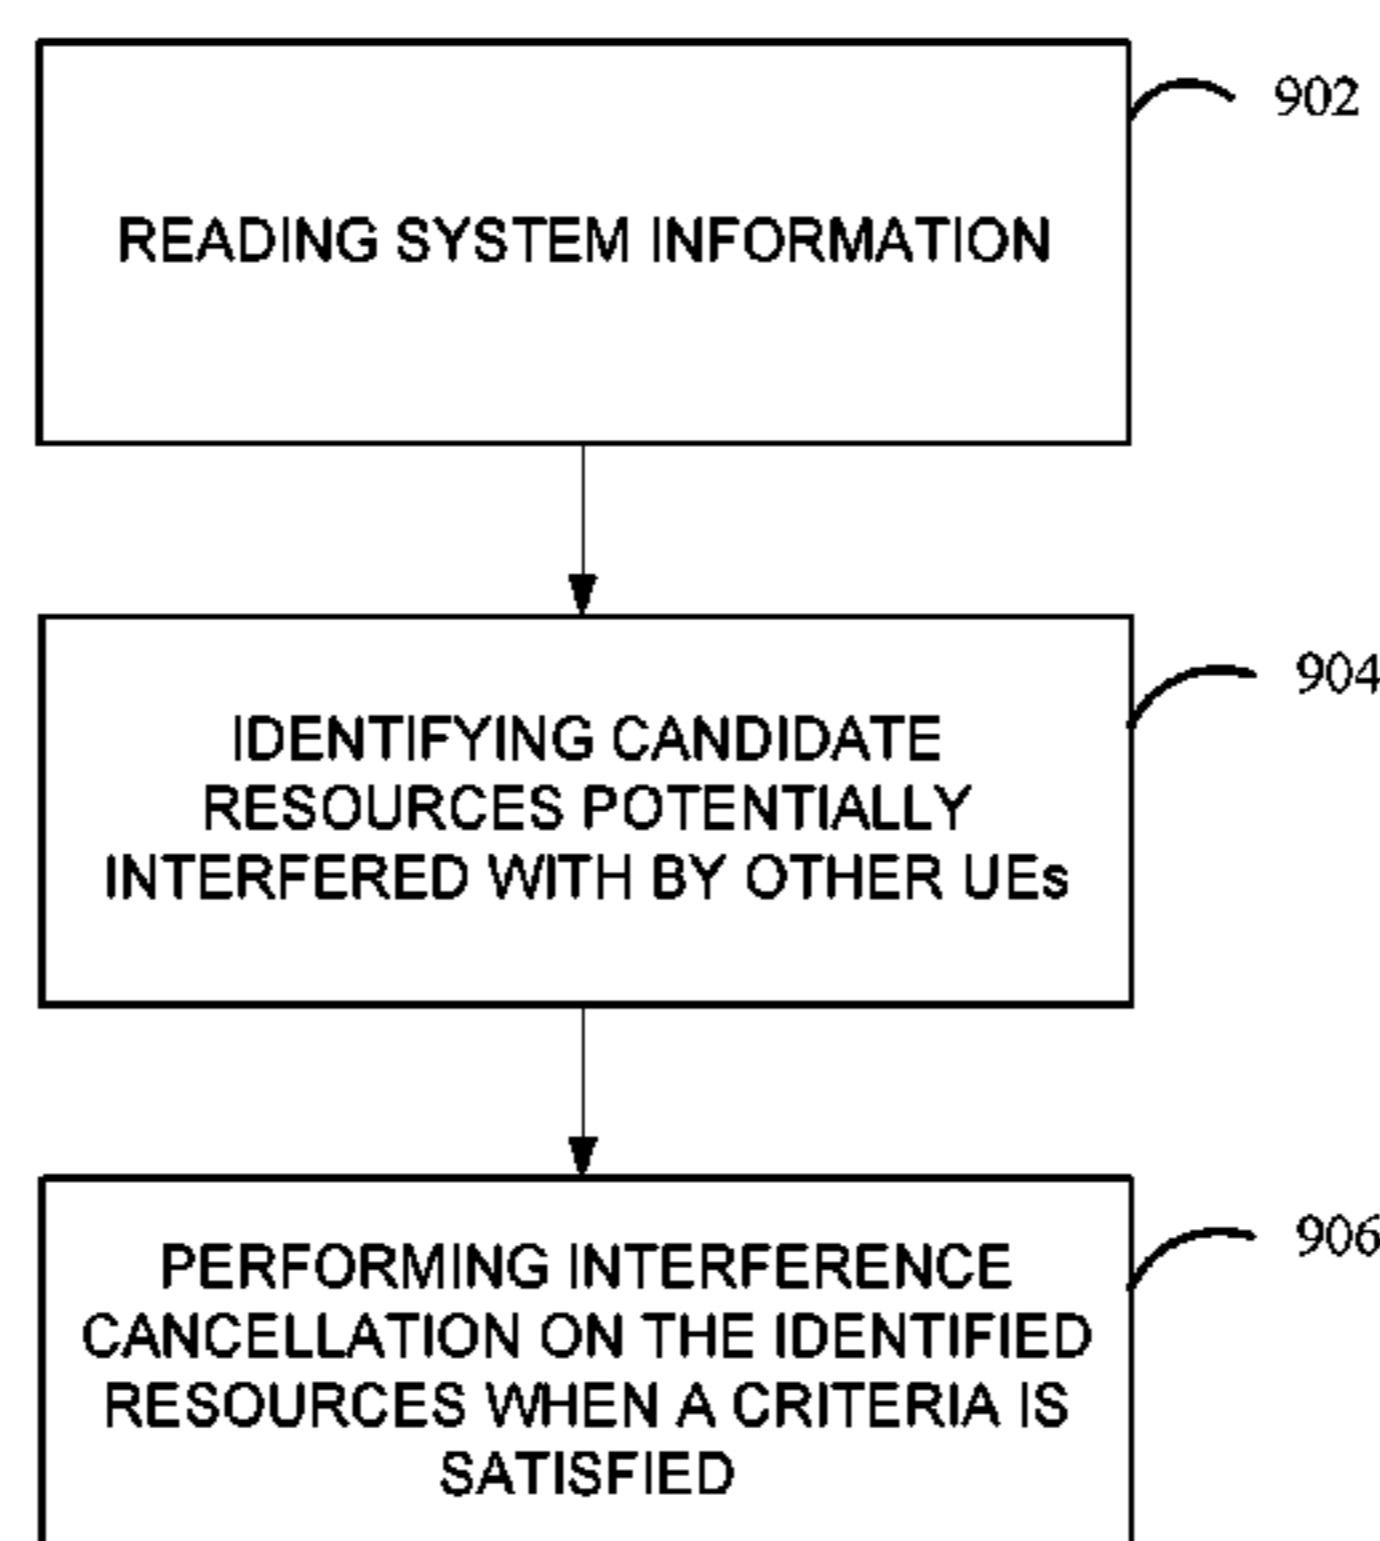 902
READING SYSTEM INFORMATION
904
IDENTIFYING CANDIDATE
RESOURCES POTENTIALLY
INTERFERED WITH BY OTHER UEs
906
PERFORMING INTERFERENCE
CANCELLATION ON THE IDENTIFIED
RESOURCES WHEN A CRITERIA IS
SATISFIED